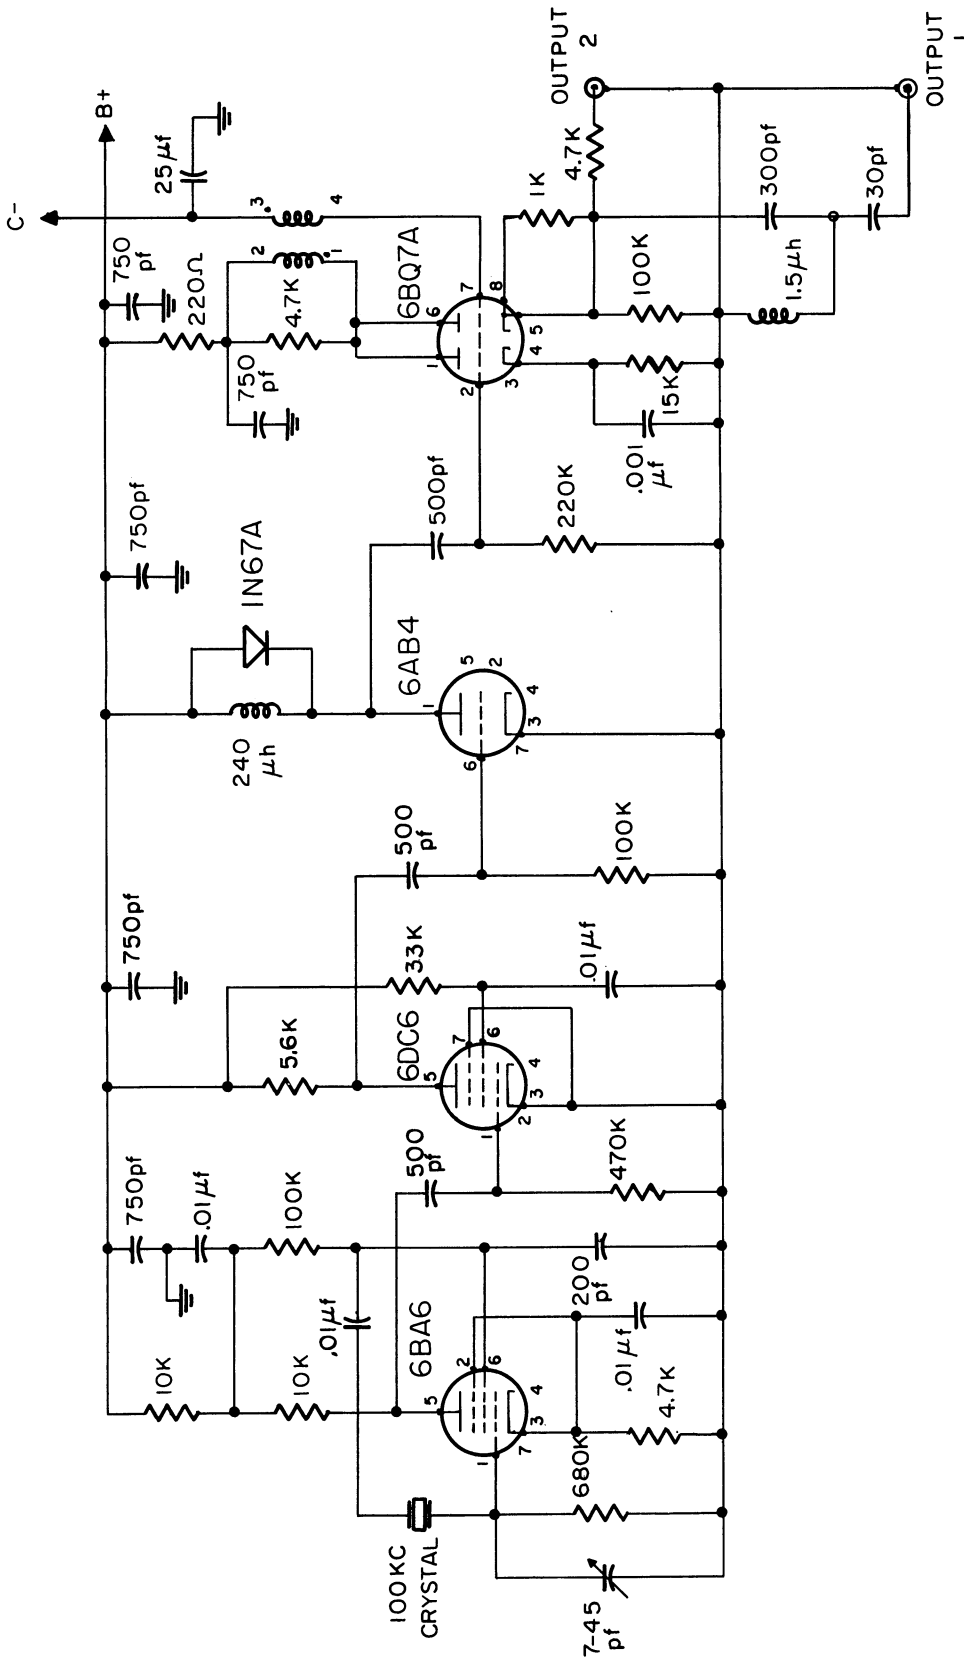 C-
B+
25 μf
3
4
2
1
750
pf
220Ω
4.7K
750
pf
6BQ7A
1
6
2
7
3
4
5
8
1K
4.7K
OUTPUT
2
100K
15K
.001
μf
300pf
1.5μh
30pf
OUTPUT
1
750pf
1N67A
240
μh
500pf
220K
6AB4
1
5
2
6
7
3
4
500
pf
100K
750pf
5.6K
33K
6DC6
5
7
6
1
2
3
4
.01μf
500
pf
470K
750pf
.01μf
10K
100K
10K
.01μf
6BA6
5
2
6
1
7
3
4
200
pf
.01μf
4.7K
680K
100KC
CRYSTAL
7-45
pf